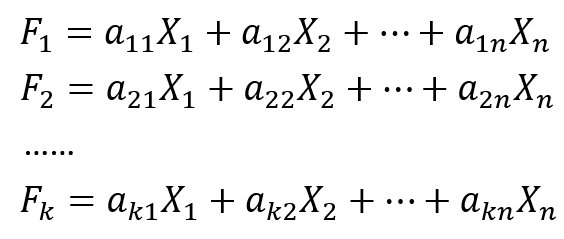 F₁ = a₁₁X₁ + a₁₂X₂ + ⋯ + a₁ₙXₙ
F₂ = a₂₁X₁ + a₂₂X₂ + ⋯ + a₂ₙXₙ
......
Fₖ = aₖ₁X₁ + aₖ₂X₂ + ⋯ + aₖₙXₙ